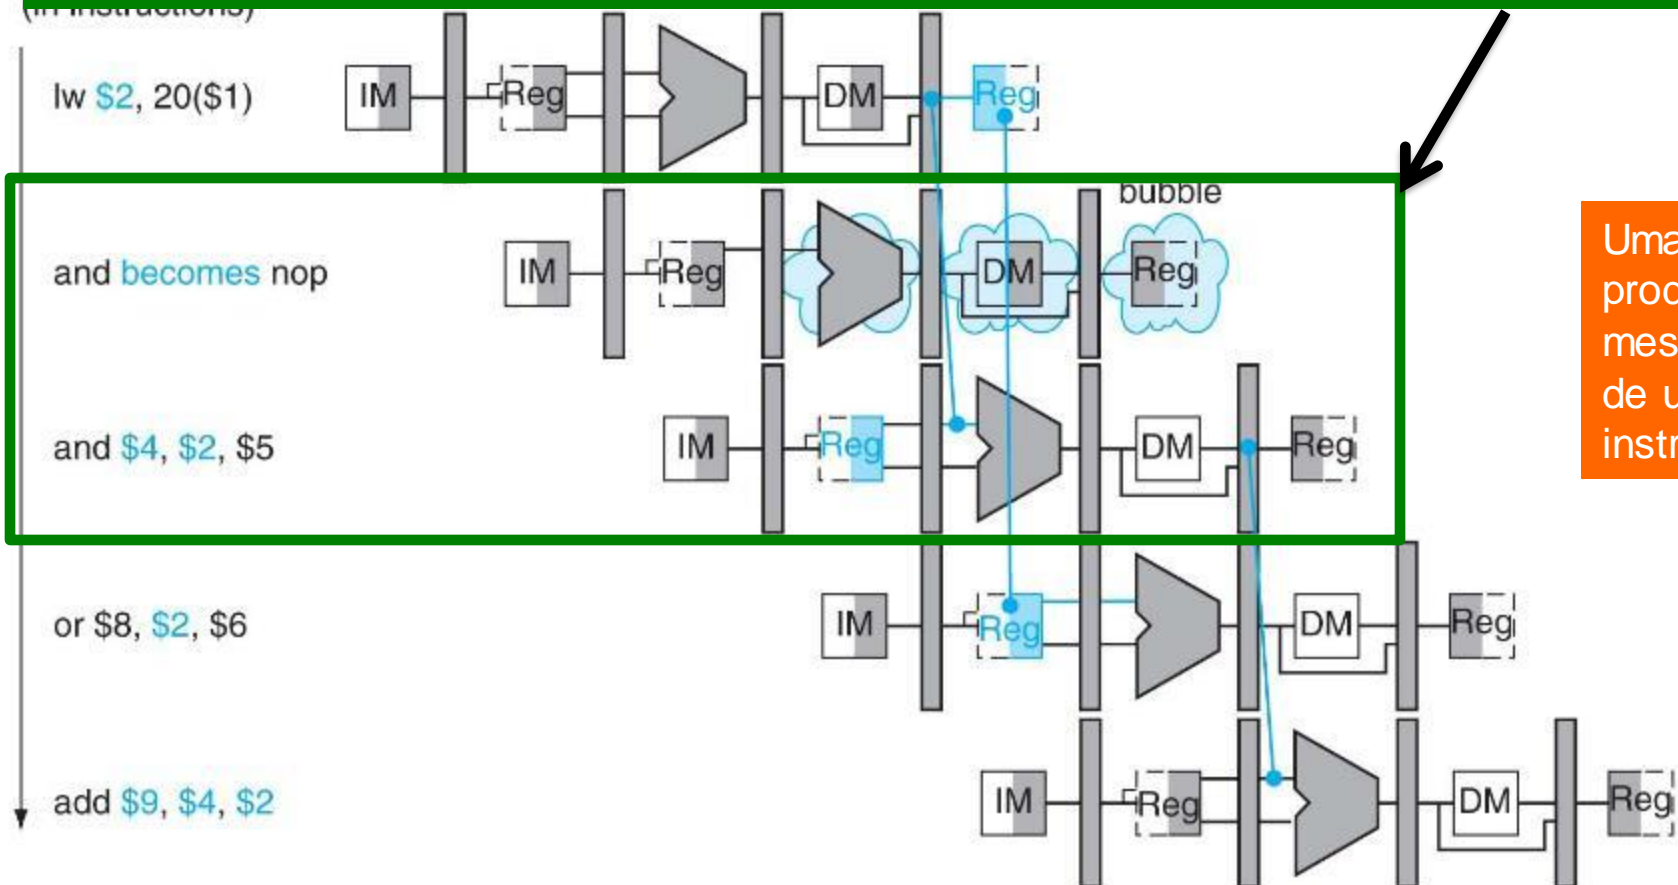 (in instructions)
lw $2, 20($1)
IM
Reg
DM
Reg
bubble
and becomes nop
IM
Reg
DM
Reg
and $4, $2, $5
IM
Reg
DM
Reg
or $8, $2, $6
IM
Reg
DM
Reg
add $9, $4, $2
IM
Reg
DM
Reg
Uma
proc
mes
de u
instr